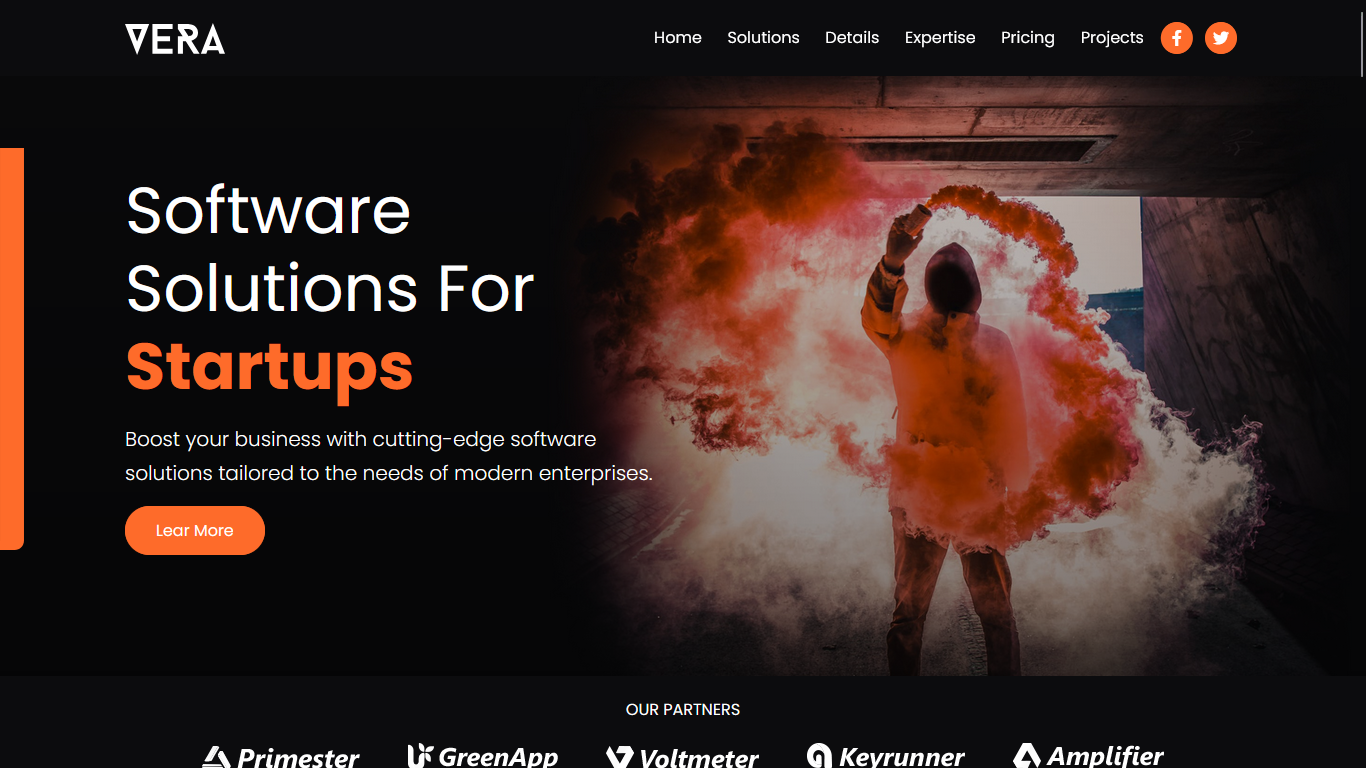 VERA
Home Solutions Details Expertise Pricing Projects
Software
Solutions For
Startups
Boost your business with cutting-edge software
solutions tailored to the needs of modern enterprises.
Lear More
OUR PARTNERS
Primester GreenApp Voltmeter Keyrunner Amplifier